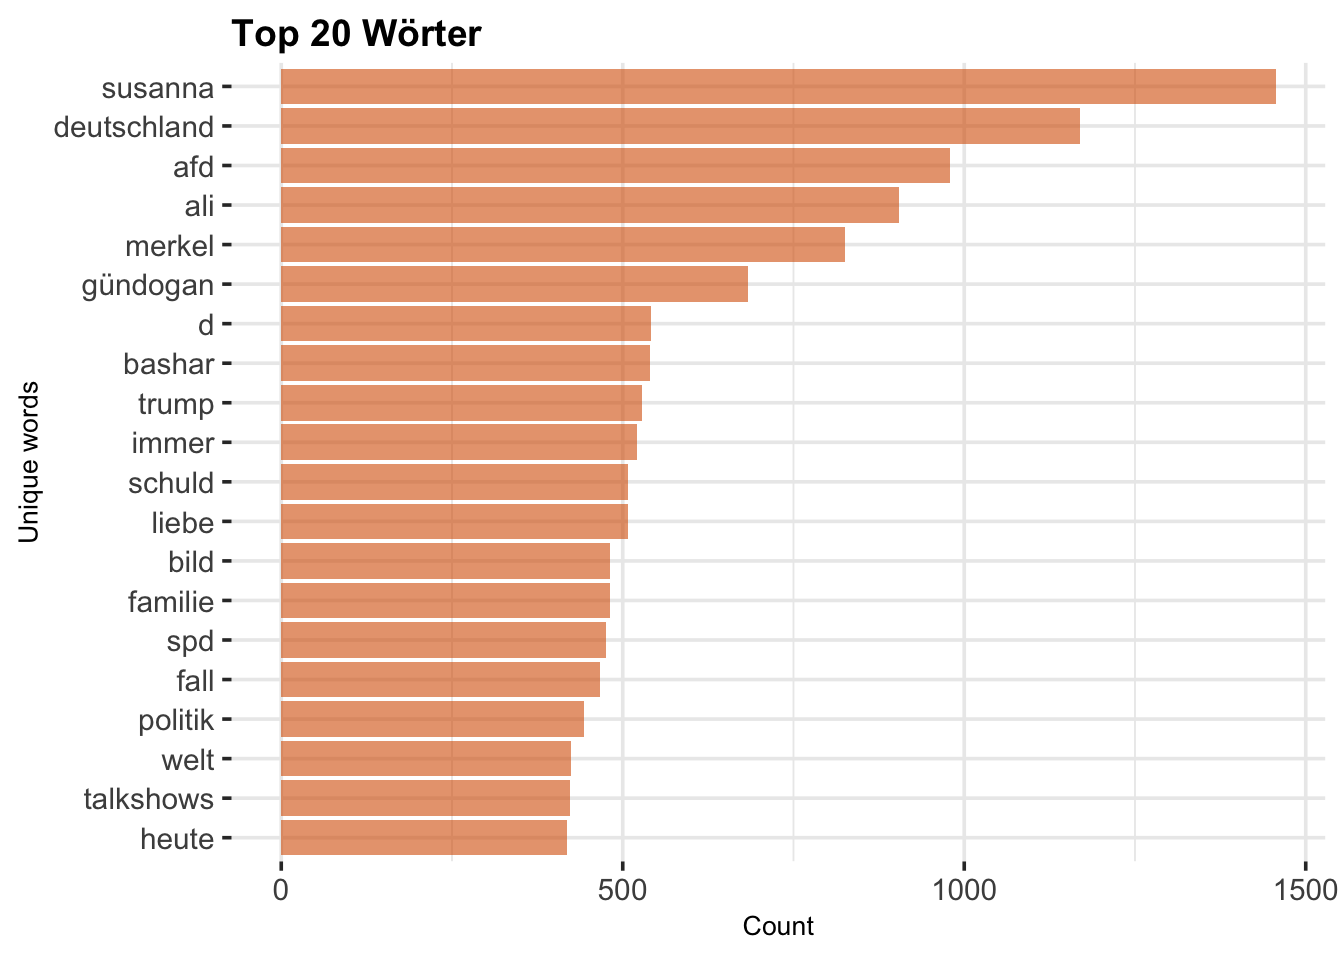 Top 20 Wörter
susanna
deutschland
afd
ali
merkel
gündogan
d
bashar
trump
immer
schuld
liebe
bild
familie
spd
fall
politik
welt
talkshows
heute
Unique words
0 500 1000 1500
Count